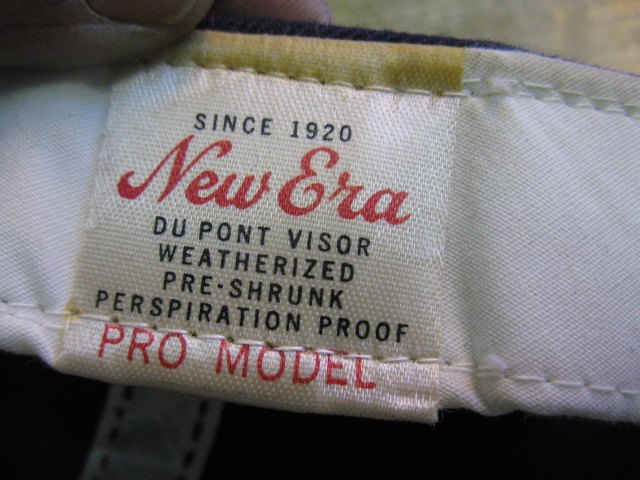 SINCE 1920
New Era
DU PONT VISOR
WEATHERIZED
PRE-SHRUNK
PERSPIRATION PROOF
PRO MODEL